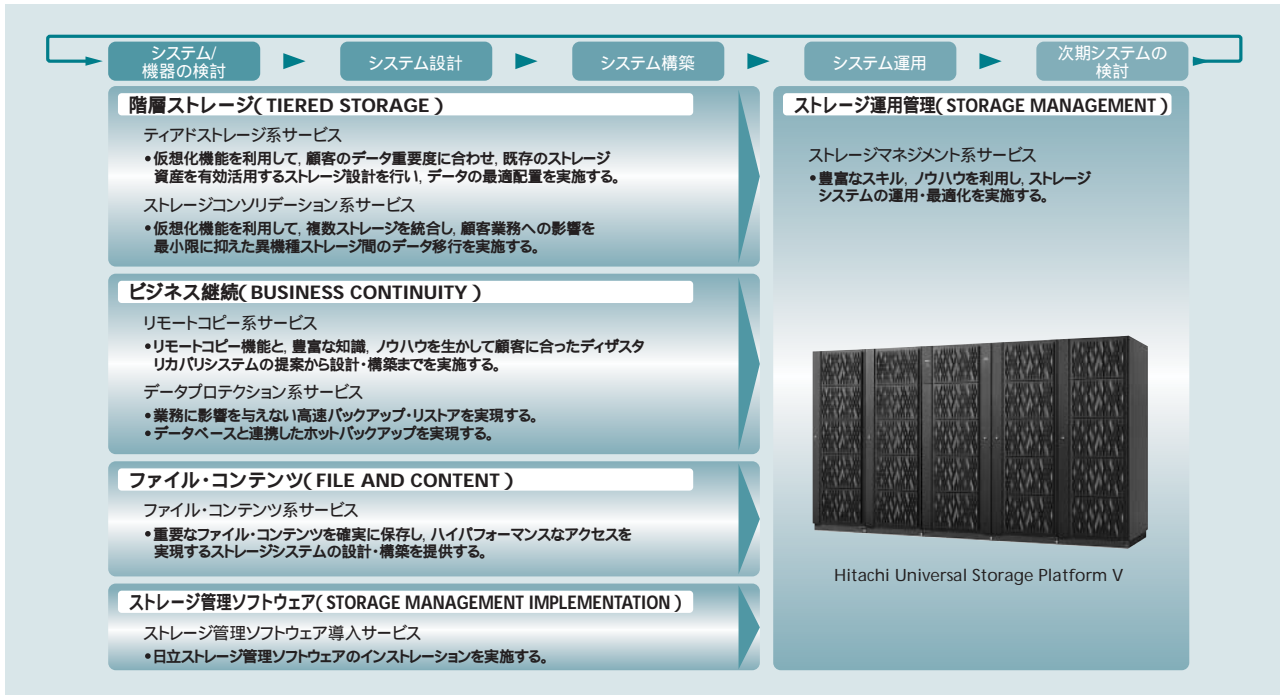 システム/
機器の検討
システム設計
システム構築
システム運用
次期システムの
検討
階層ストレージ( TIERED STORAGE )
ティアドストレージ系サービス
•仮想化機能を利用して, 顧客のデータ重要度に合わせ, 既存のストレージ
資産を有効活用するストレージ設計を行い, データの最適配置を実施する。
ストレージコンソリデーション系サービス
•仮想化機能を利用して, 複数ストレージを統合し, 顧客業務への影響を
最小限に抑えた異機種ストレージ間のデータ移行を実施する。
ビジネス継続( BUSINESS CONTINUITY )
リモートコピー系サービス
•リモートコピー機能と, 豊富な知識, ノウハウを生かして顧客に合ったディザスタ
リカバリシステムの提案から設計・構築までを実施する。
データプロテクション系サービス
•業務に影響を与えない高速バックアップ・リストアを実現する。
•データベースと連携したホットバックアップを実現する。
ファイル・コンテンツ( FILE AND CONTENT )
ファイル・コンテンツ系サービス
•重要なファイル・コンテンツを確実に保存し, ハイパフォーマンスなアクセスを
実現するストレージシステムの設計・構築を提供する。
ストレージ管理ソフトウェア( STORAGE MANAGEMENT IMPLEMENTATION )
ストレージ管理ソフトウェア導入サービス
•日立ストレージ管理ソフトウェアのインストレーションを実施する。
ストレージ運用管理( STORAGE MANAGEMENT )
ストレージマネジメント系サービス
•豊富なスキル, ノウハウを利用し, ストレージ
システムの運用・最適化を実施する。
Hitachi Universal Storage Platform V